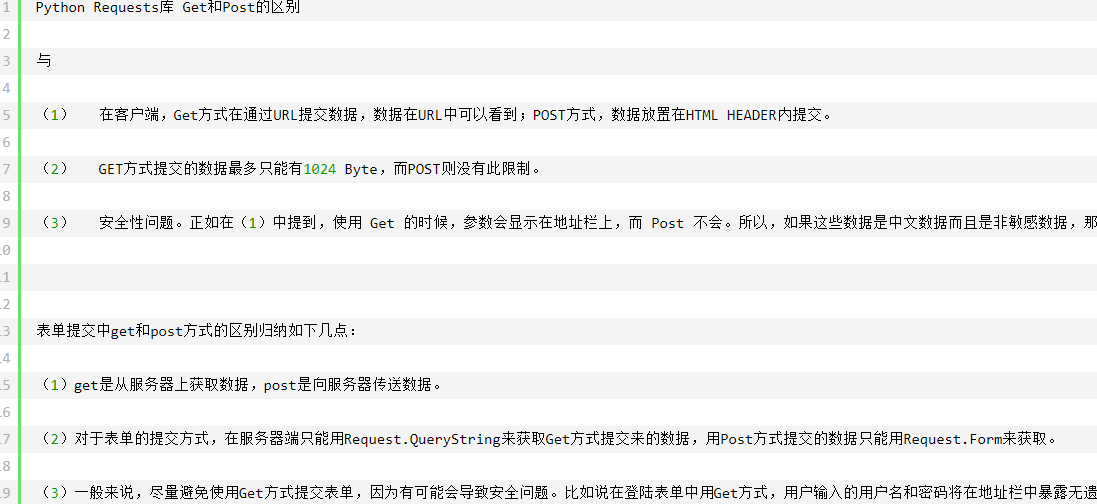 1 Python Requests库 Get和Post的区别
2
3 与
4
5 （1）   在客户端，Get方式在通过URL提交数据，数据在URL中可以看到；POST方式，数据放置在HTML HEADER内提交。
6
7 （2）   GET方式提交的数据最多只能有1024 Byte，而POST则没有此限制。
8
9 （3）   安全性问题。正如在（1）中提到，使用 Get 的时候，参数会显示在地址栏上，而 Post 不会。所以，如果这些数据是中文数据而且是非敏感数据，那
0
1
2
3 表单提交中get和post方式的区别归纳如下几点：
4
5 （1）get是从服务器上获取数据，post是向服务器传送数据。
6
7 （2）对于表单的提交方式，在服务器端只能用Request.QueryString来获取Get方式提交来的数据，用Post方式提交的数据只能用Request.Form来获取。
8
9 （3）一般来说，尽量避免使用Get方式提交表单，因为有可能会导致安全问题。比如说在登陆表单中用Get方式，用户输入的用户名和密码将在地址栏中暴露无遗